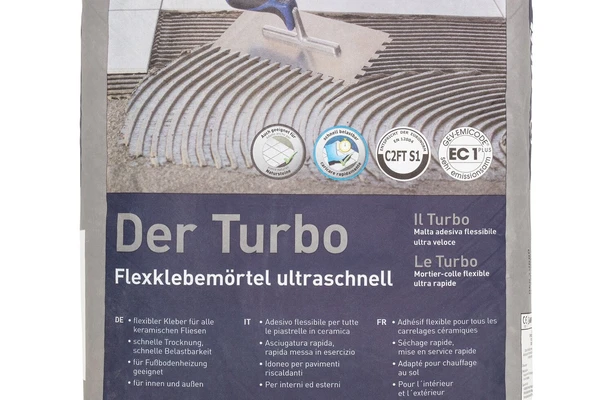 auch geeignet für
Natursteine
schnell belastbar
C2FT S1
GEV-EMICODE
EC 1 PLUS
sehr emissionsarm
Der Turbo
Flexklebemörtel ultraschnell
Il Turbo
Malta adesiva flessibile
ultra veloce
Le Turbo
Mortier-colle flexible
ultra rapide
DE • flexibler Kleber für alle
keramischen Fliesen
• schnelle Trocknung,
schnelle Belastbarkeit
• für Fußbodenheizung
geeignet
• für innen und außen
IT • Adesivo flessibile per tutte
le piastrelle in ceramica
• Asciugatura rapida,
rapida messa in esercizio
• Idoneo per pavimenti
riscaldanti
• Per interni ed esterni
FR • Adhésif flexible pour tous les
carrelages céramiques
• Séchage rapide,
mise en service rapide
• Adapté pour chauffage
au sol
• Pour l´intérieur
et l´extérieur